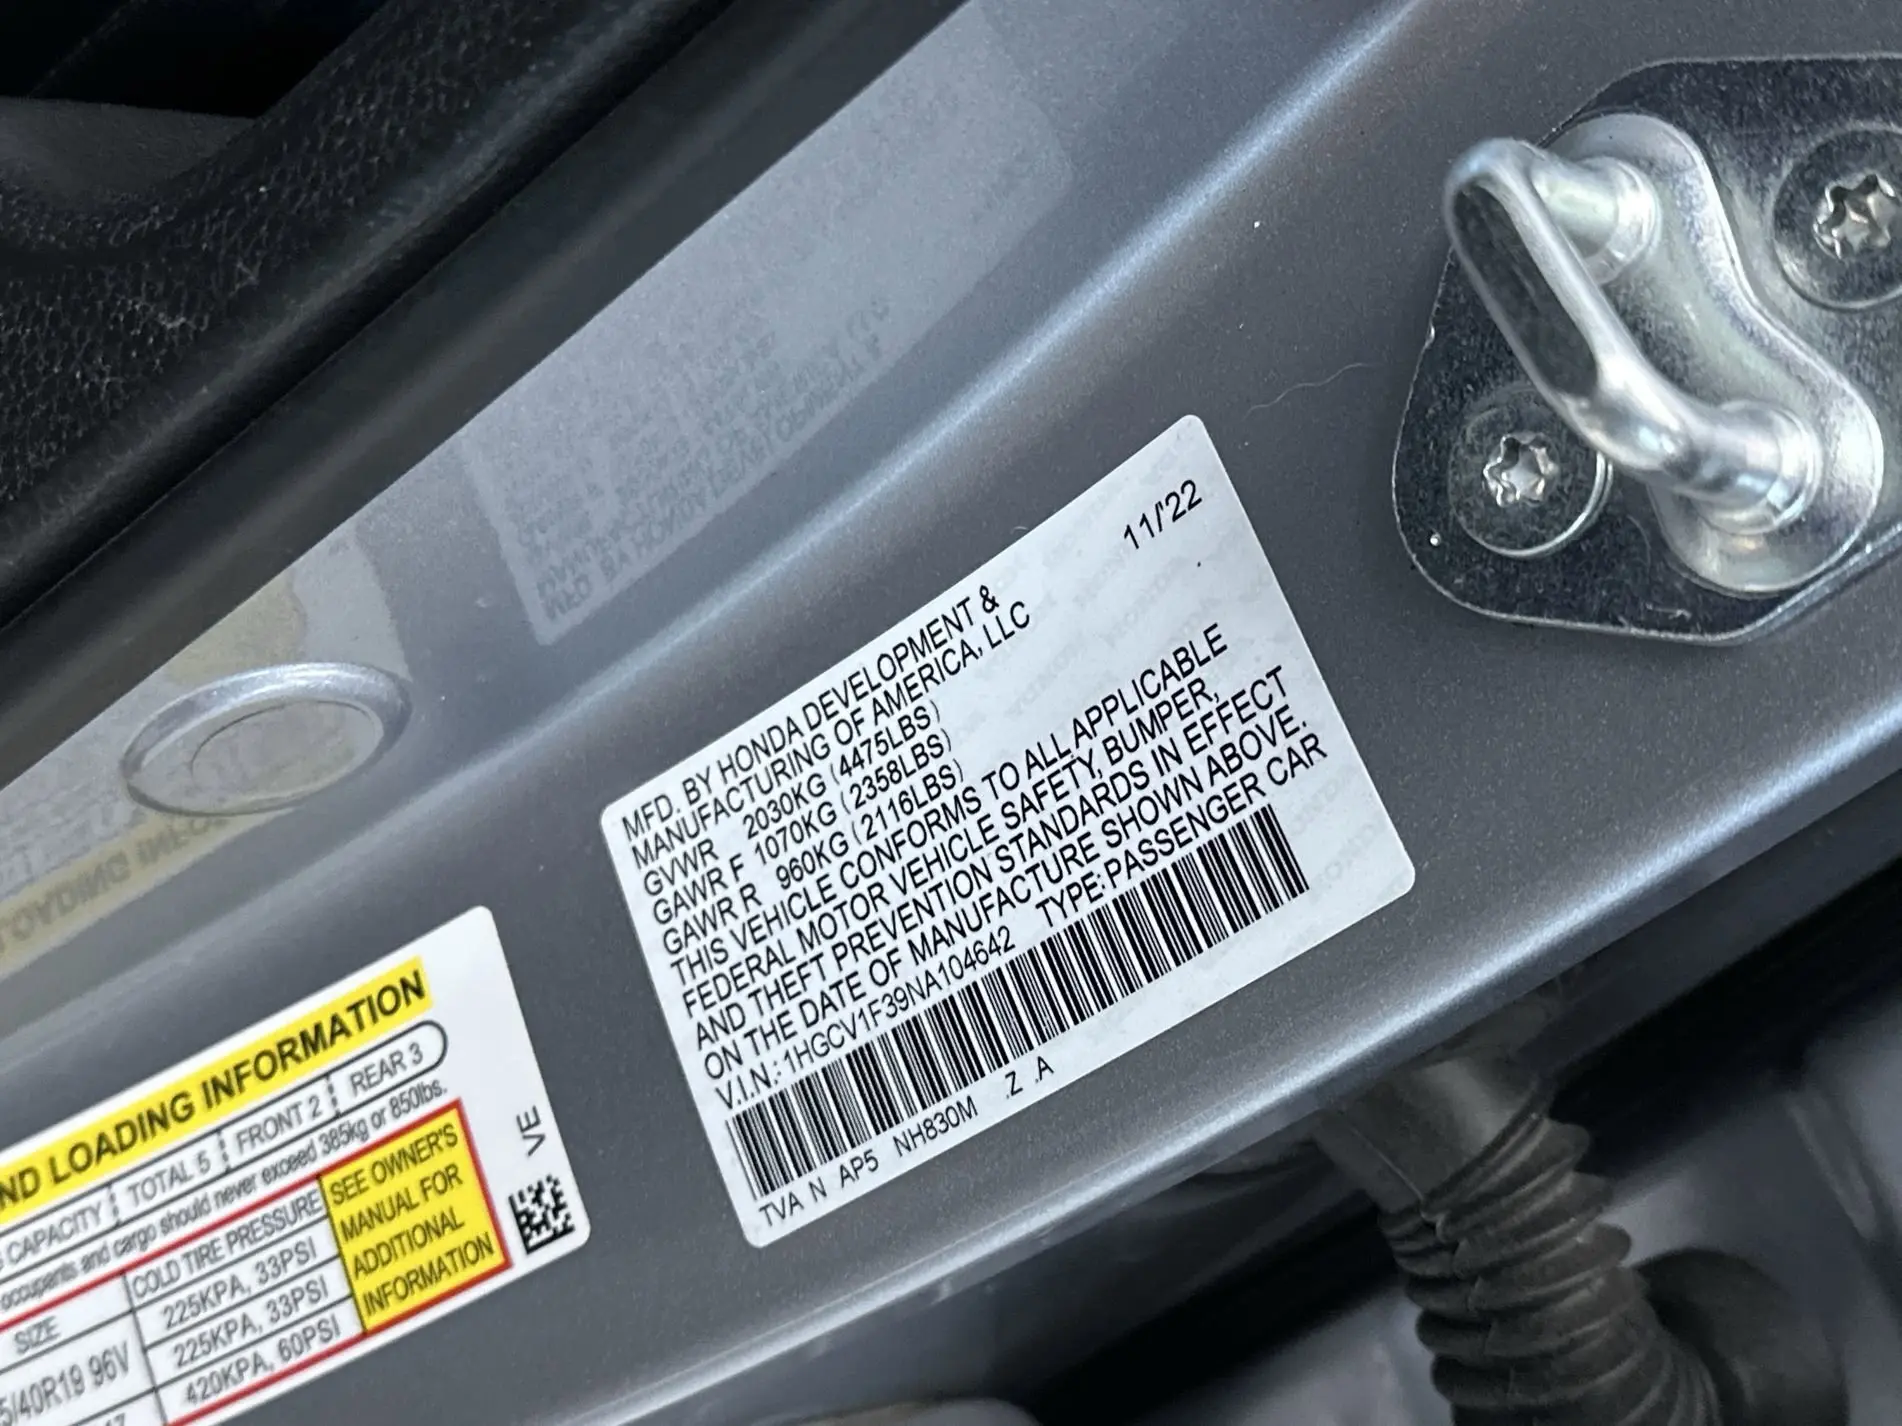 MFD. BY HONDA DEVELOPMENT &
MANUFACTURING OF AMERICA, LLC
11/'22
GVWR 2030KG (4475LBS)
GAWR F 1070KG (2358LBS)
GAWR R 960KG (2116LBS)
THIS VEHICLE CONFORMS TO ALL APPLICABLE
FEDERAL MOTOR VEHICLE SAFETY, BUMPER,
AND THEFT PREVENTION STANDARDS IN EFFECT
ON THE DATE OF MANUFACTURE SHOWN ABOVE.
V.I.N.: 1HGCV1F39NA104642 TYPE: PASSENGER CAR
TVA N AP5 NH830M .Z .A
LOADING INFORMATION
CAPACITY TOTAL 5 FRONT 2 REAR 3
occupants and cargo should never exceed 385kg or 850lbs.
SIZE COLD TIRE PRESSURE
225KPA, 33PSI
/40R19 96V 225KPA, 33PSI
420KPA, 60PSI
SEE OWNER'S
MANUAL FOR
ADDITIONAL
INFORMATION
VE